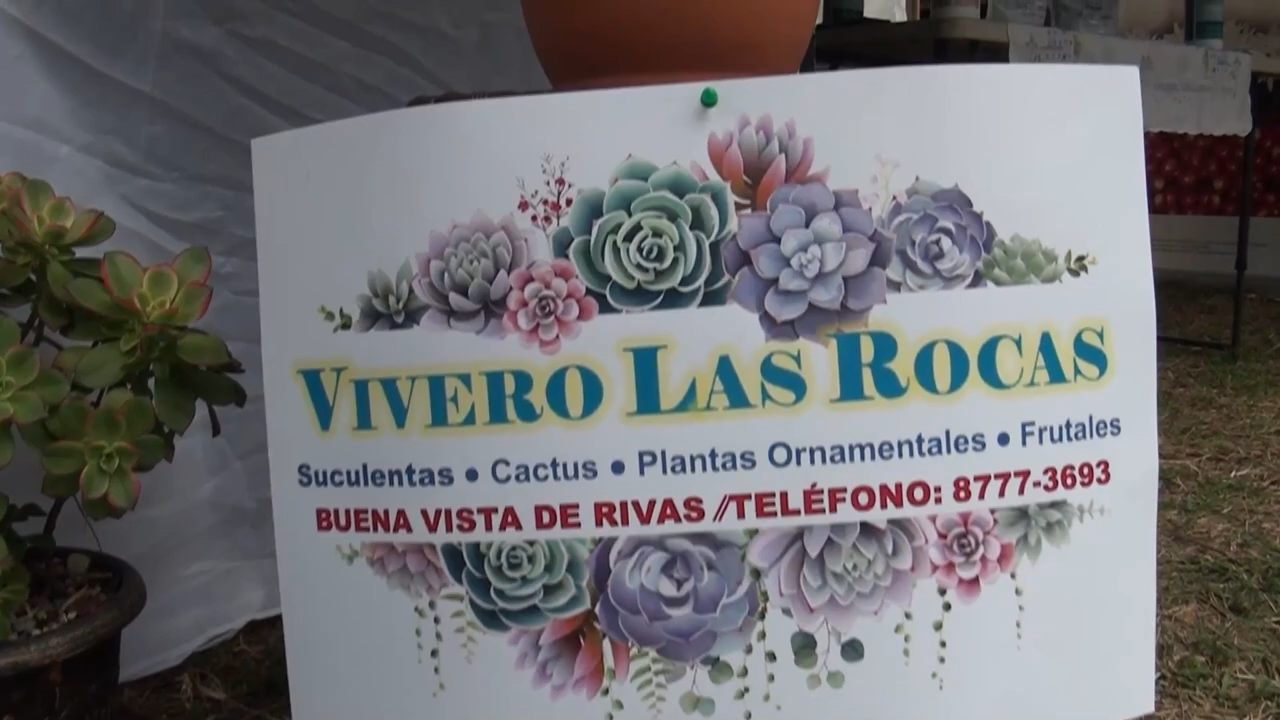 VIVERO LAS ROCAS
Suculentas • Cactus • Plantas Ornamentales • Frutales
BUENA VISTA DE RIVAS //TELÉFONO: 8777-3693